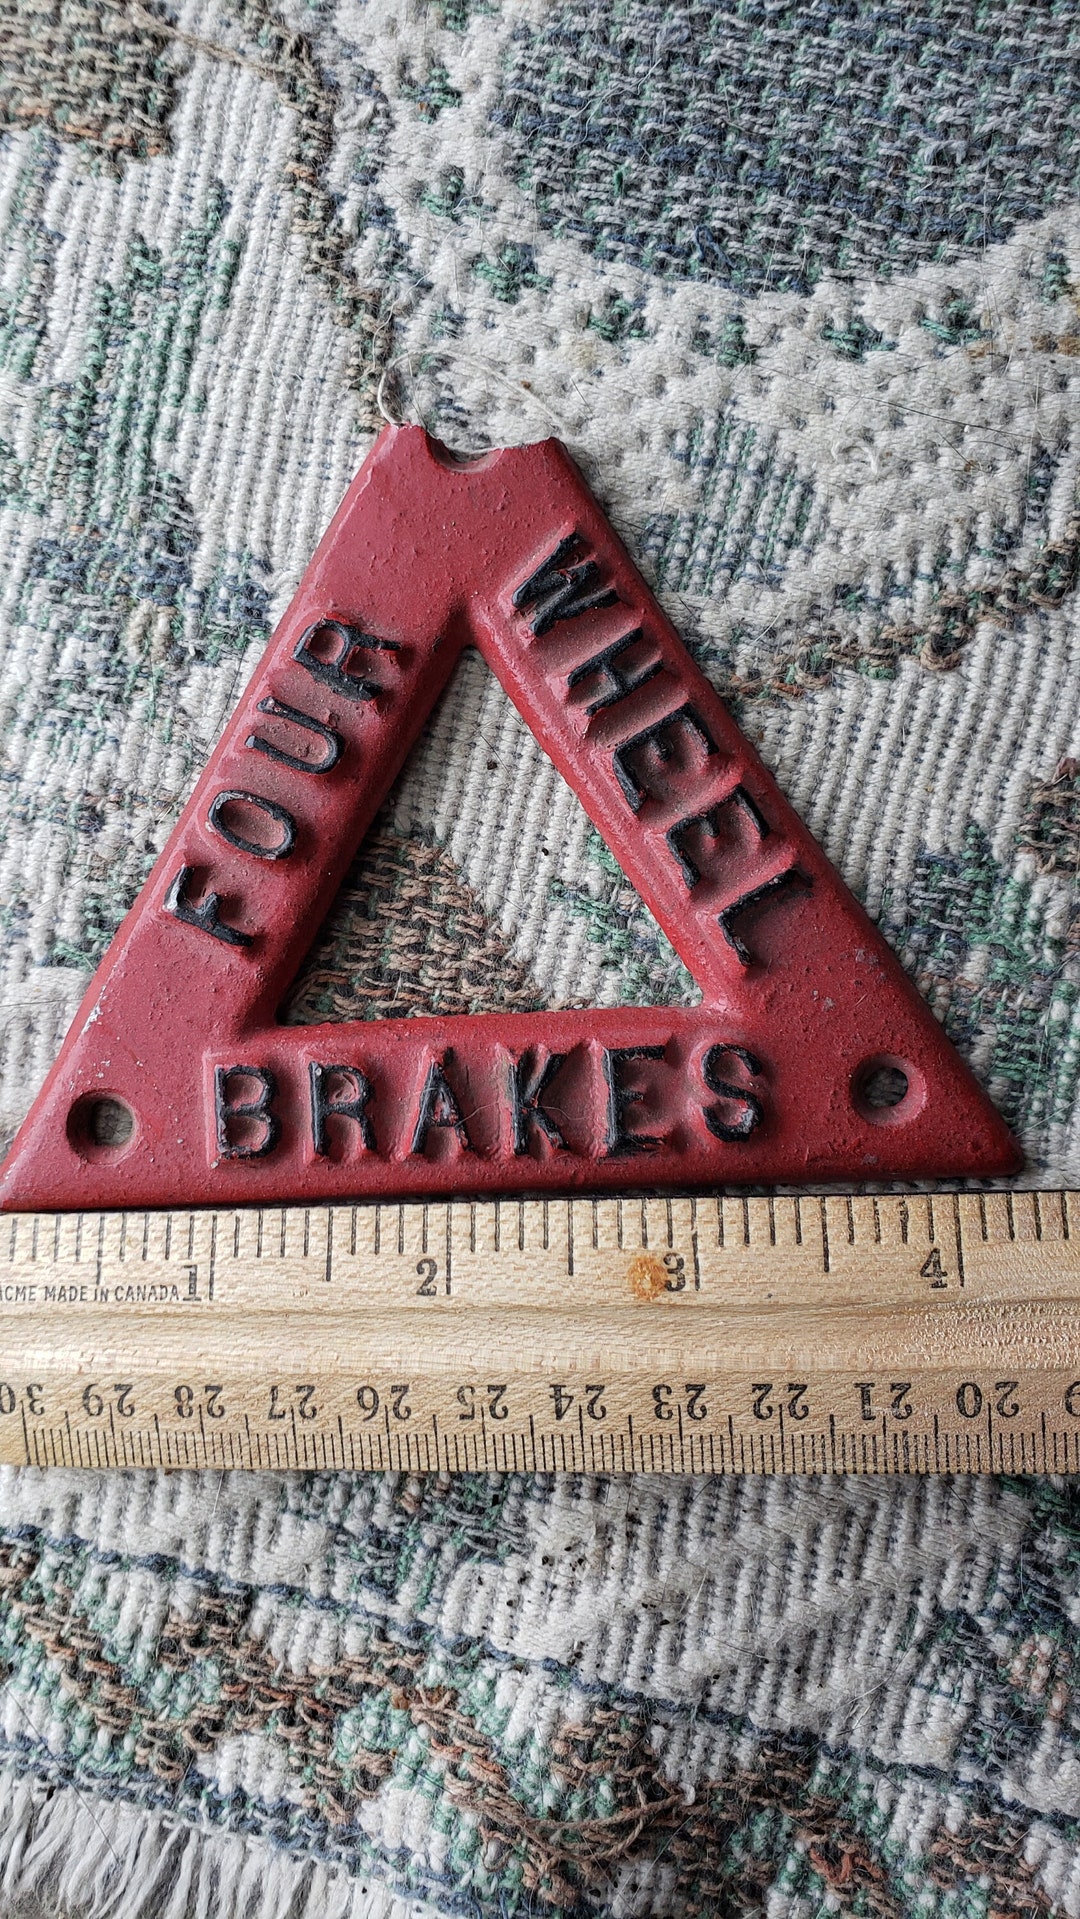 FOUR
WHEEL
BRAKES
1 2 3 4
ACME MADE IN CANADA
30 29 28 27 26 25 24 23 22 21 20